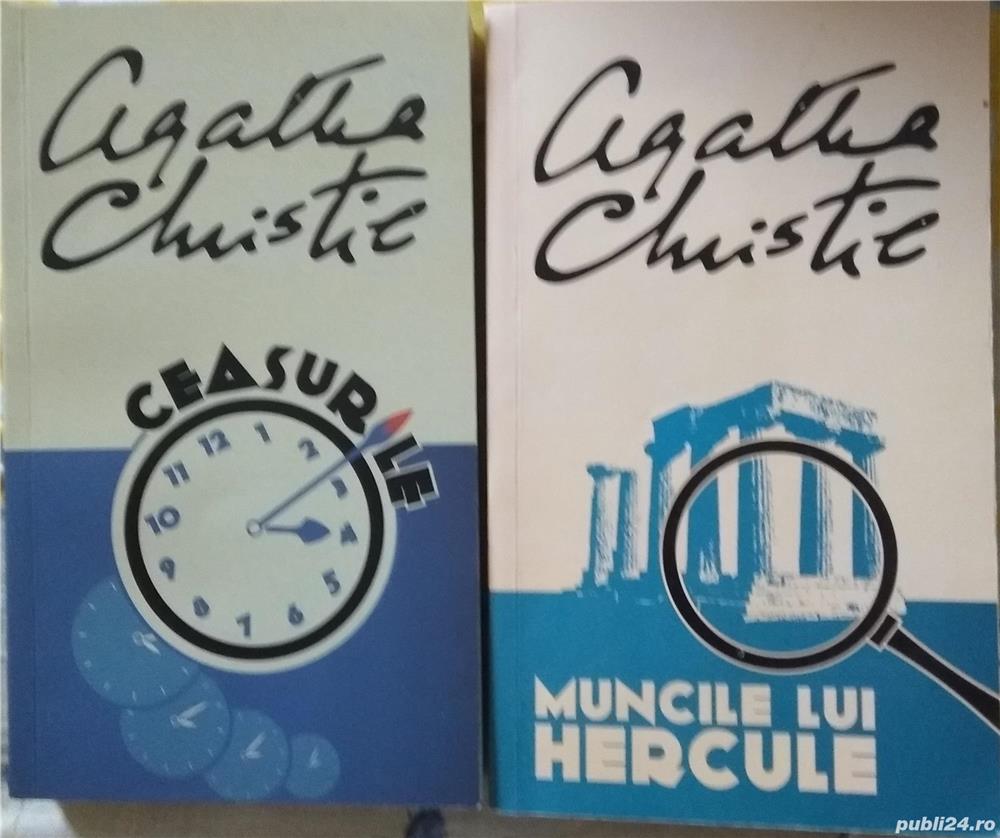 Agatha
Christie
CEASURILE
12 1 2 3 4 5 6 7 8 9 10 11
Agatha
Christie
MUNCILE LUI
HERCULE
publi24.ro